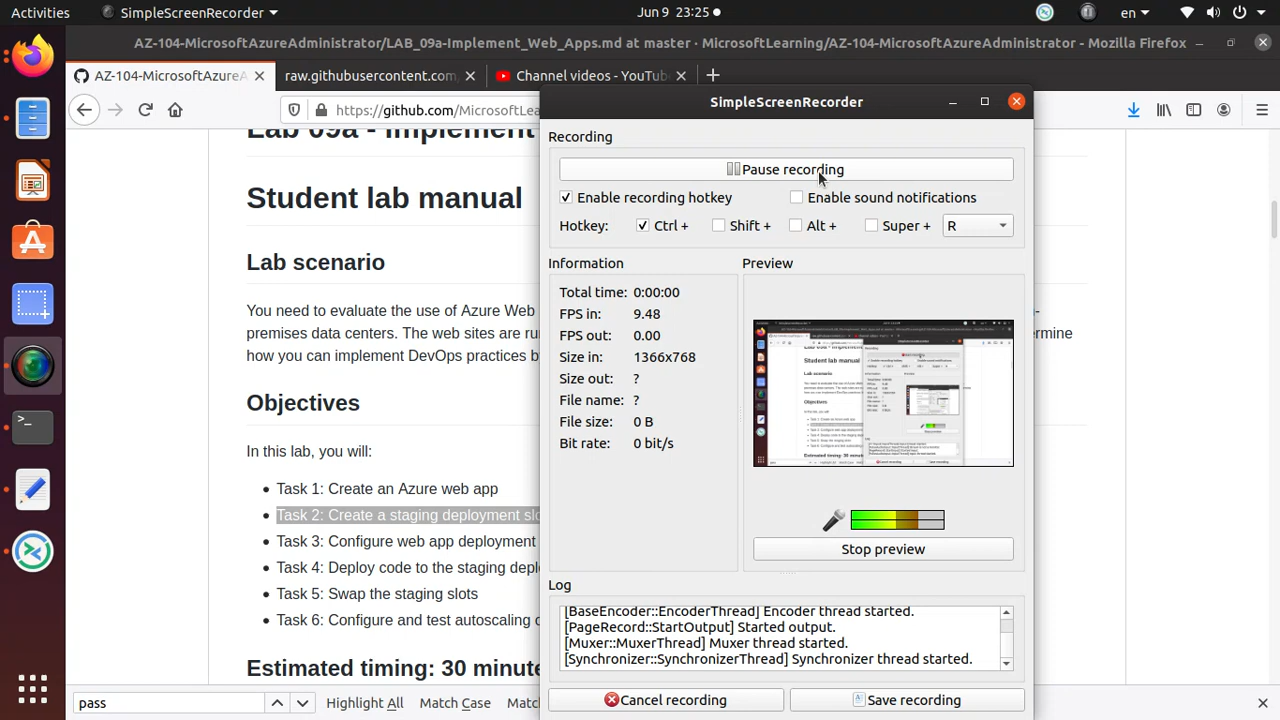 Activities
SimpleScreenRecorder
Jun 9 23:25
en
AZ-104-MicrosoftAzureAdministrator/LAB_09a-Implement_Web_Apps.md at master · MicrosoftLearning/AZ-104-MicrosoftAzureAdministrator - Mozilla Firefox
AZ-104-MicrosoftAzureA
raw.githubusercontent.com
Channel videos - YouTub
https://github.com/MicrosoftLea
SimpleScreenRecorder
Recording
Pause recording
Enable recording hotkey
Enable sound notifications
Hotkey: Ctrl + Shift + Alt + Super + R
Information
Total time: 0:00:00
FPS in: 9.48
FPS out: 0.00
Size in: 1366x768
Size out: ?
File name: ?
File size: 0 B
Bit rate: 0 bit/s
Preview
Stop preview
Log
[BaseEncoder::EncoderThread] Encoder thread started.
[PageRecord::StartOutput] Started output.
[Muxer::MuxerThread] Muxer thread started.
[Synchronizer::SynchronizerThread] Synchronizer thread started.
Cancel recording
Save recording
Lab 09a - Implement
Student lab manual
Lab scenario
You need to evaluate the use of Azure Web
premises data centers. The web sites are ru
how you can implement DevOps practices b
Objectives
In this lab, you will:
Task 1: Create an Azure web app
Task 2: Create a staging deployment slo
Task 3: Configure web app deployment
Task 4: Deploy code to the staging depl
Task 5: Swap the staging slots
Task 6: Configure and test autoscaling o
Estimated timing: 30 minute
pass
Highlight All
Match Case
Matc